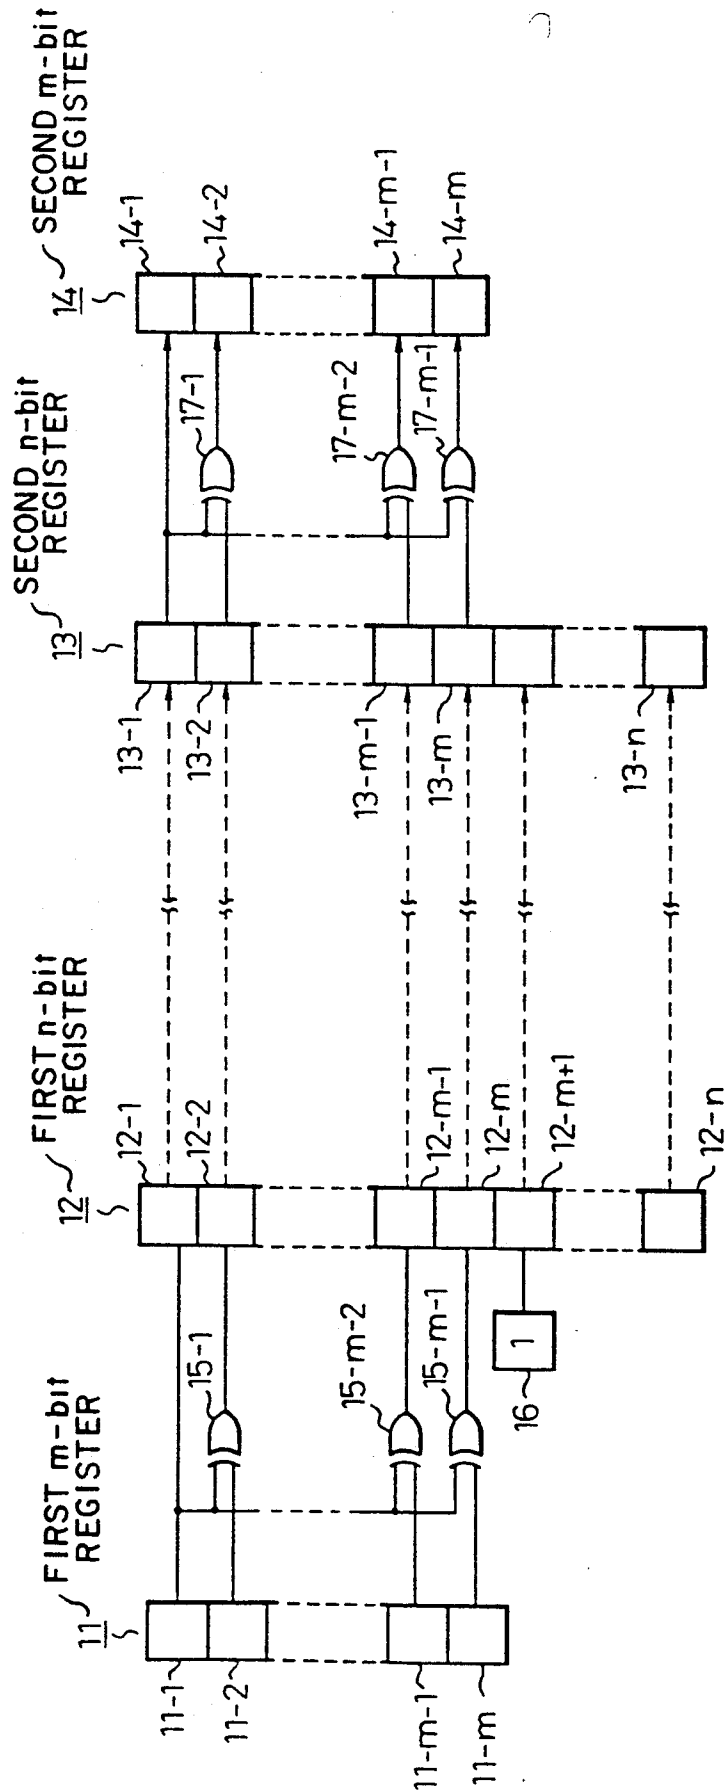 11 FIRST m-bit
REGISTER
11-1
11-2
11-m-1
11-m
15-1
15-m-2
15-m-1
1
16
12 FIRST n-bit
REGISTER
12-1
12-2
12-m-1
12-m
12-m+1
12-n
13 SECOND n-bit
REGISTER
13-1
13-2
13-m-1
13-m
13-n
17-1
17-m-2
17-m-1
14 SECOND m-bit
REGISTER
14-1
14-2
14-m-1
14-m